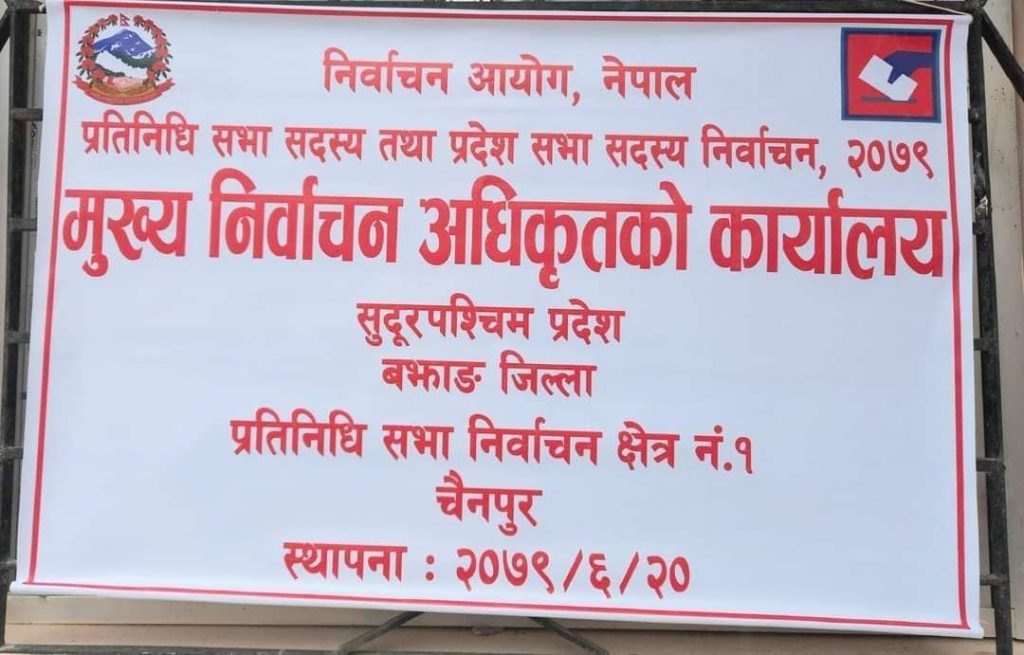 निर्वाचन आयोग, नेपाल
प्रतिनिधि सभा सदस्य तथा प्रदेश सभा सदस्य निर्वाचन, २०७९
मुख्य निर्वाचन अधिकृतको कार्यालय
सुदूरपश्चिम प्रदेश
बझाङ जिल्ला
प्रतिनिधि सभा निर्वाचन क्षेत्र नं.१
चैनपुर
स्थापना : २०७९/६/२०